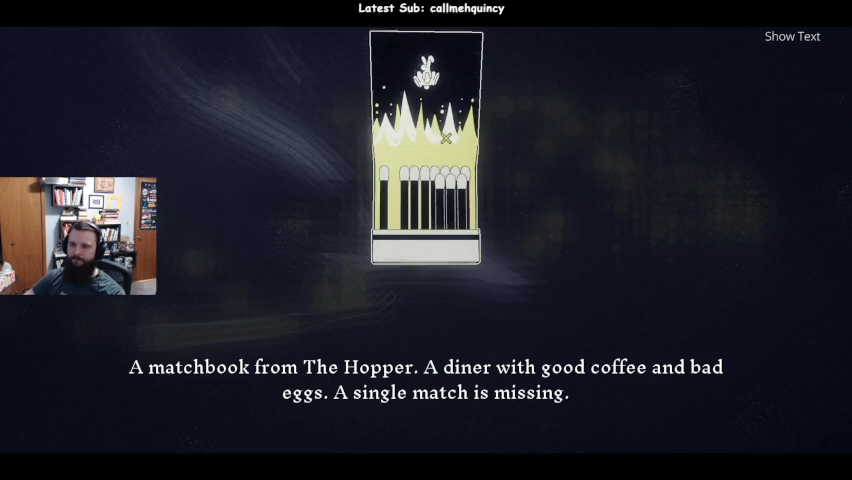 Latest Sub: callmehquincy
Show Text
A matchbook from The Hopper. A diner with good coffee and bad
eggs. A single match is missing.